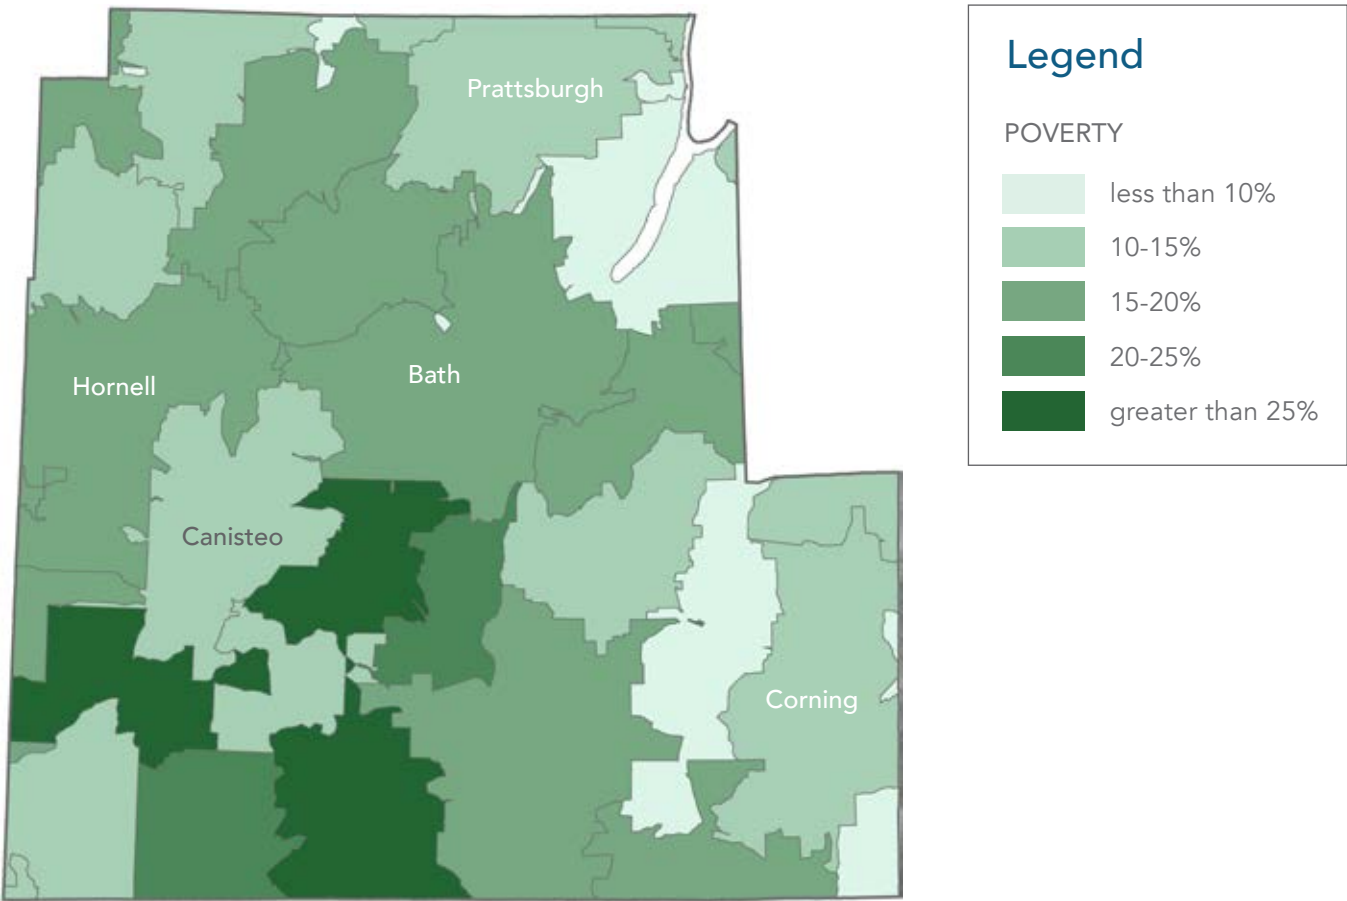 Prattsburgh
Hornell
Bath
Canisteo
Corning
Legend
POVERTY
less than 10%
10-15%
15-20%
20-25%
greater than 25%